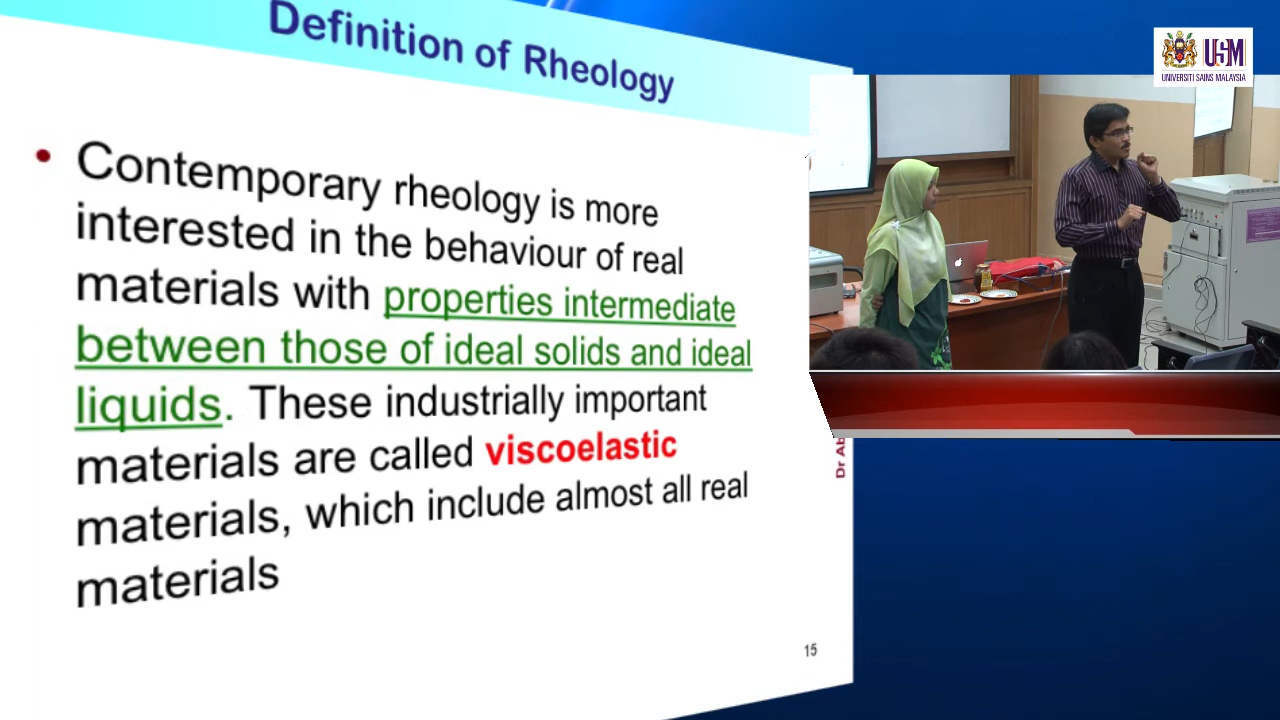 Definition of Rheology
• Contemporary rheology is more
interested in the behaviour of real
materials with properties intermediate
between those of ideal solids and ideal
liquids. These industrially important
materials are called viscoelastic
materials, which include almost all real
materials
15
Dr Ab
USM
UNIVERSITI SAINS MALAYSIA